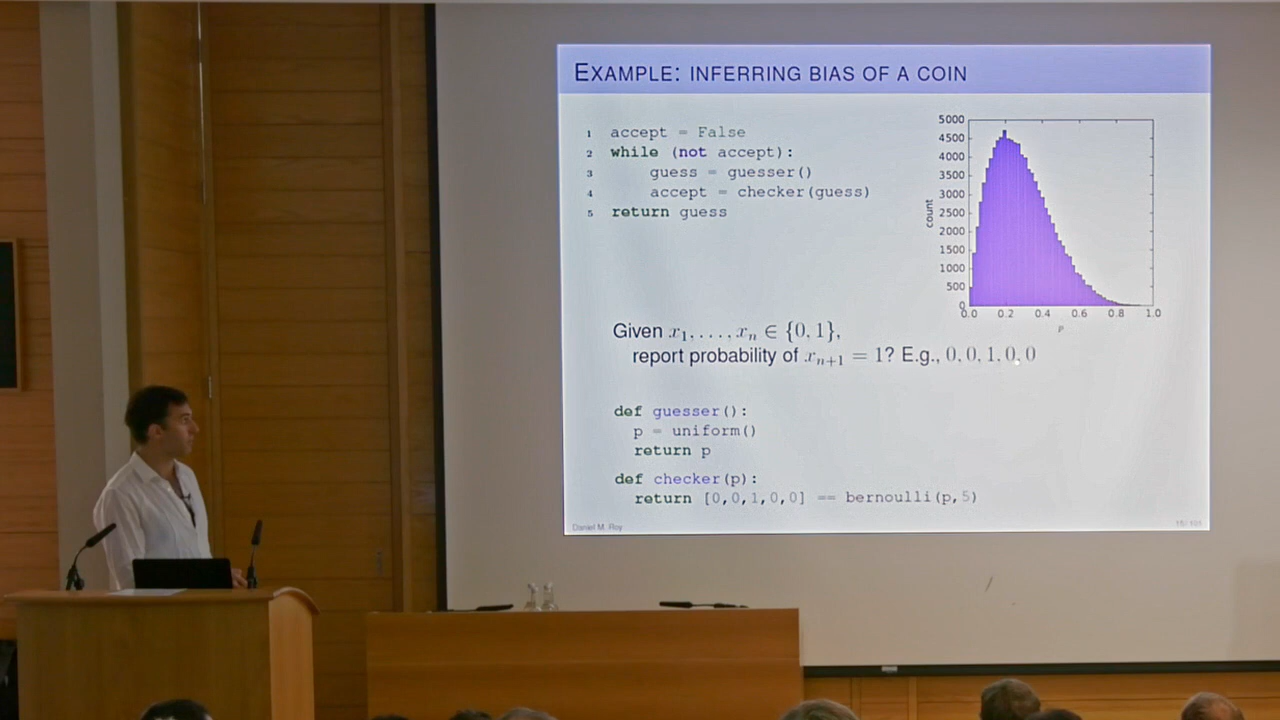 EXAMPLE: INFERRING BIAS OF A COIN
1 accept = False
2 while (not accept):
3 guess = guesser()
4 accept = checker(guess)
5 return guess
5000
4500
4000
3500
3000
2500
2000
1500
1000
500
0
count
0.0 0.2 0.4 0.6 0.8 1.0
p
Given x₁, . . . , xₙ ∈ {0, 1},
report probability of xₙ₊₁ = 1? E.g., 0, 0, 1, 0, 0
def guesser():
p = uniform()
return p
def checker(p):
return [0,0,1,0,0] == bernoulli(p,5)
Daniel M. Roy